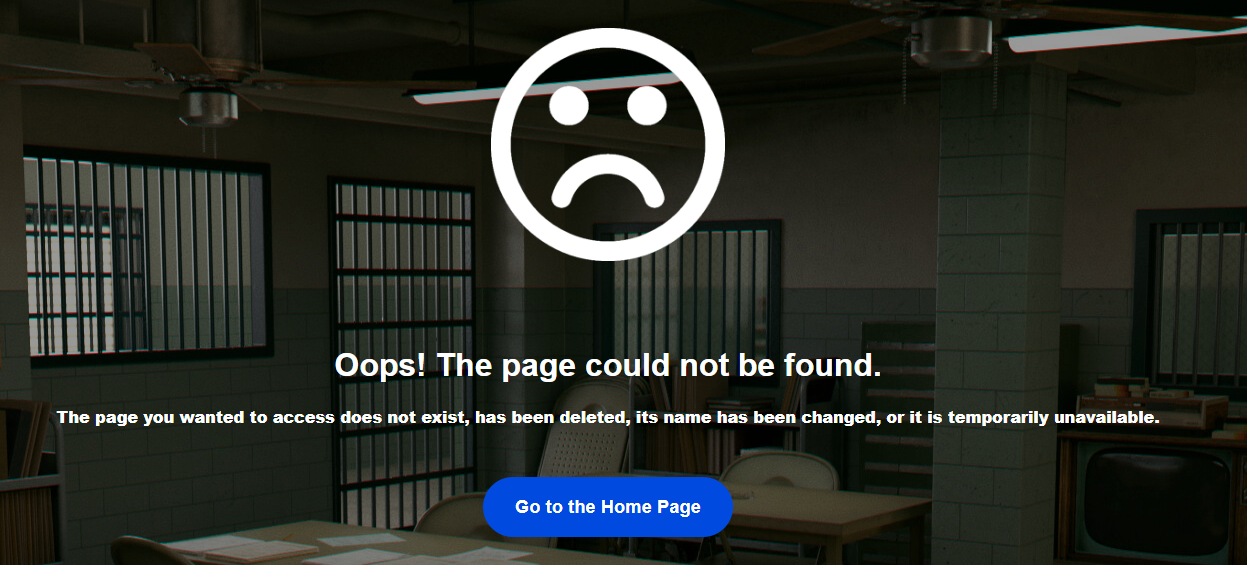 Oops! The page could not be found.
The page you wanted to access does not exist, has been deleted, its name has been changed, or it is temporarily unavailable.
Go to the Home Page